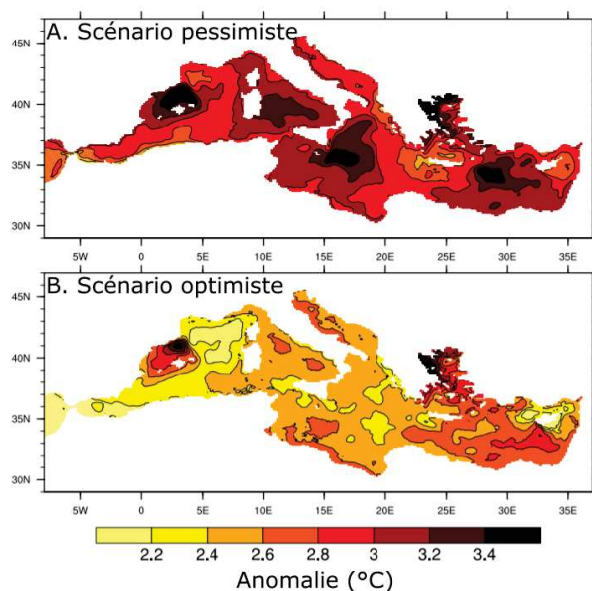 A. Scénario pessimiste
45N
40N
35N
30N
5W 0 5E 10E 15E 20E 25E 30E 35E
B. Scénario optimiste
45N
40N
35N
30N
5W 0 5E 10E 15E 20E 25E 30E 35E
2.2 2.4 2.6 2.8 3 3.2 3.4
Anomalie (°C)